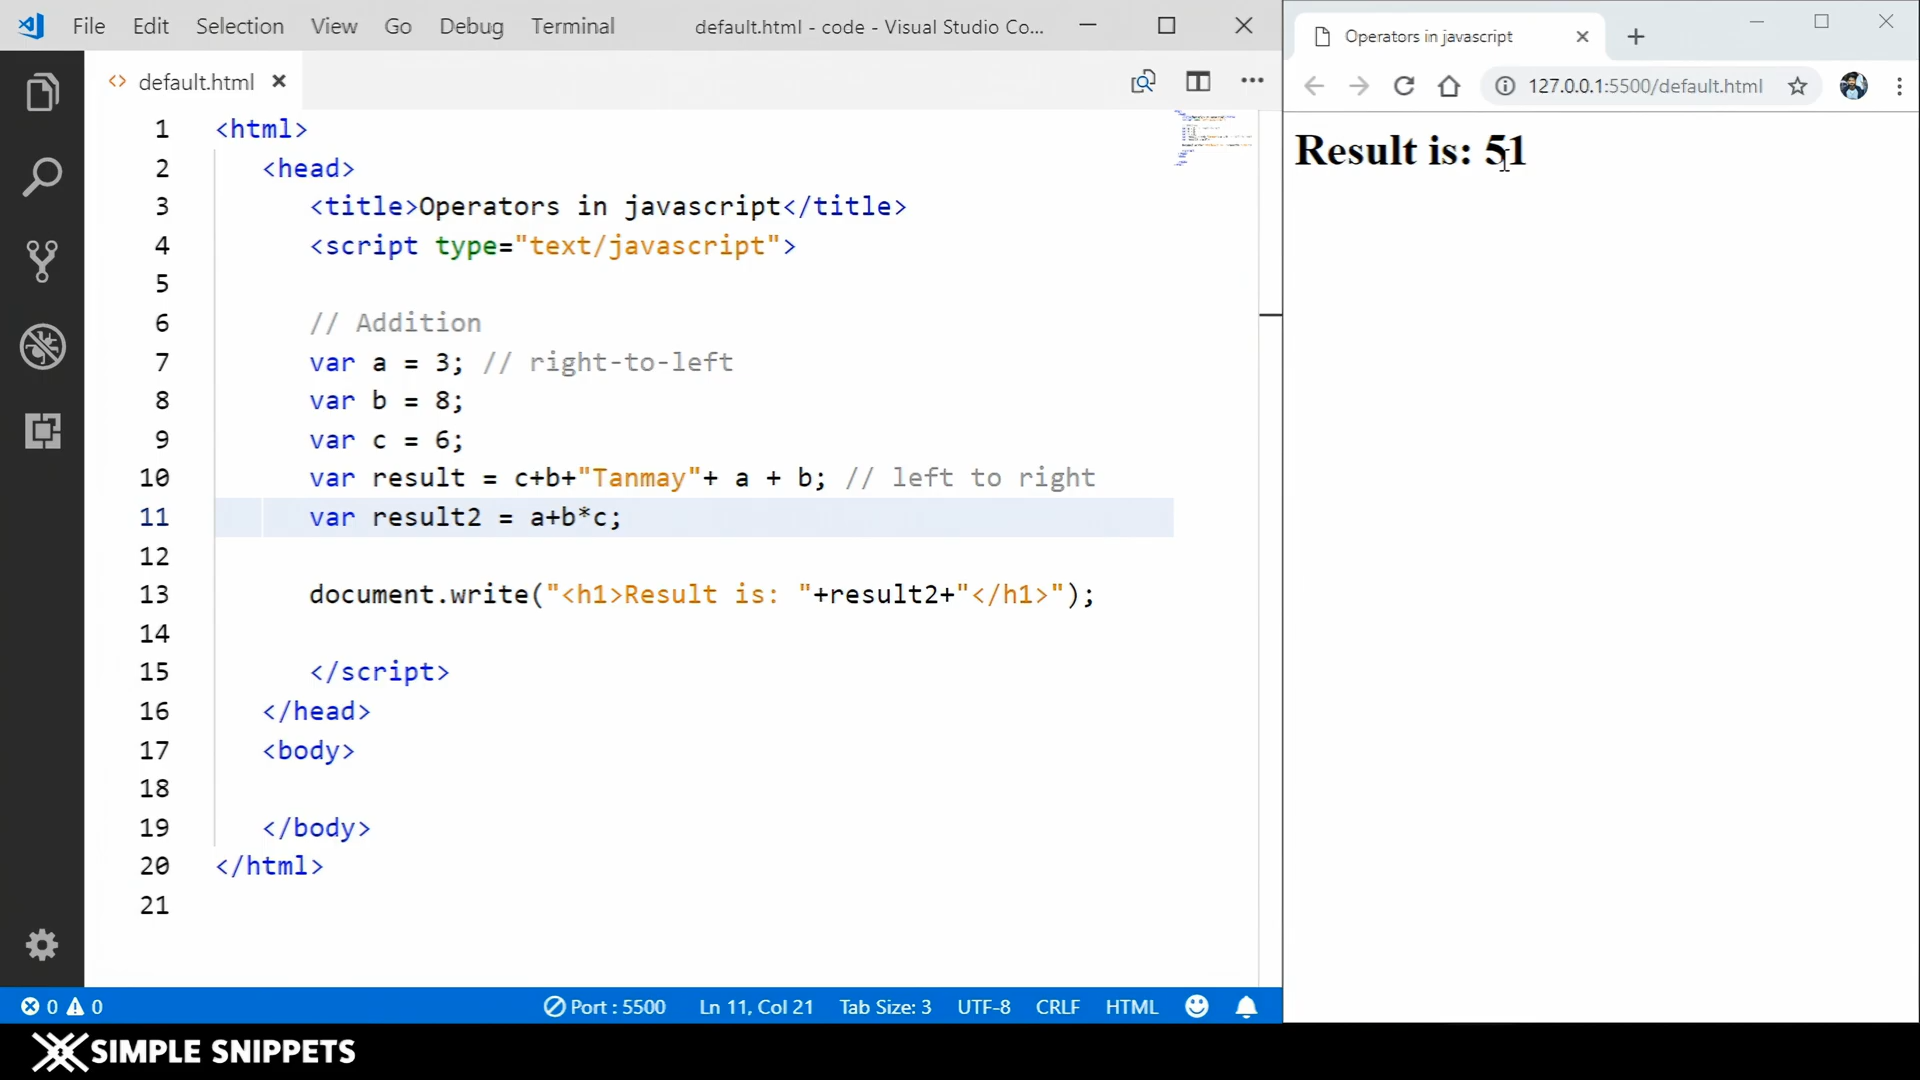 File Edit Selection View Go Debug Terminal default.html - code - Visual Studio Co...
default.html
1 <html>
2 <head>
3 <title>Operators in javascript</title>
4 <script type="text/javascript">
5
6 // Addition
7 var a = 3; // right-to-left
8 var b = 8;
9 var c = 6;
10 var result = c+b+"Tanmay"+ a + b; // left to right
11 var result2 = a+b*c;
12
13 document.write("<h1>Result is: "+result2+"</h1>");
14
15 </script>
16 </head>
17 <body>
18
19 </body>
20 </html>
21
0 0 Port : 5500 Ln 11, Col 21 Tab Size: 3 UTF-8 CRLF HTML
Operators in javascript
127.0.0.1:5500/default.html
Result is: 51
SIMPLE SNIPPETS